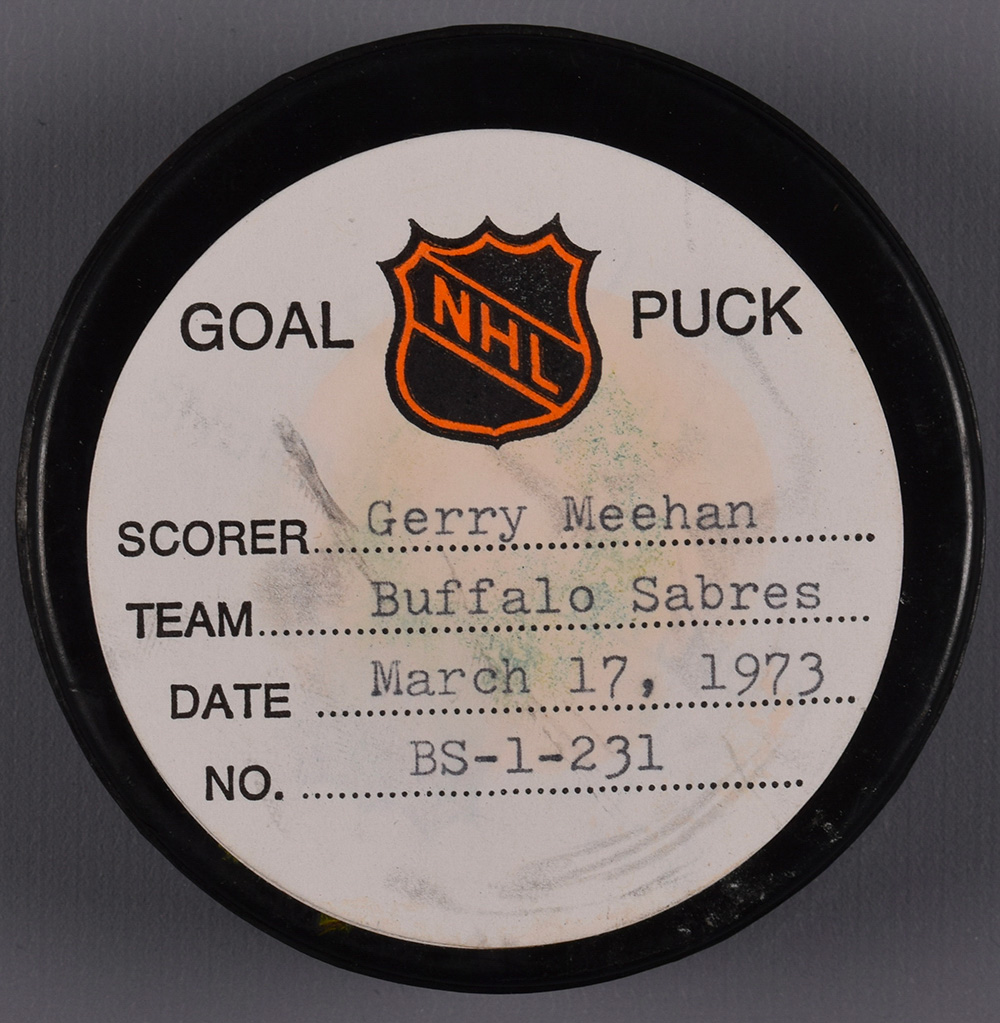 GOAL NHL PUCK
SCORER Gerry Meehan
TEAM Buffalo Sabres
DATE March 17, 1973
NO. BS-1-231